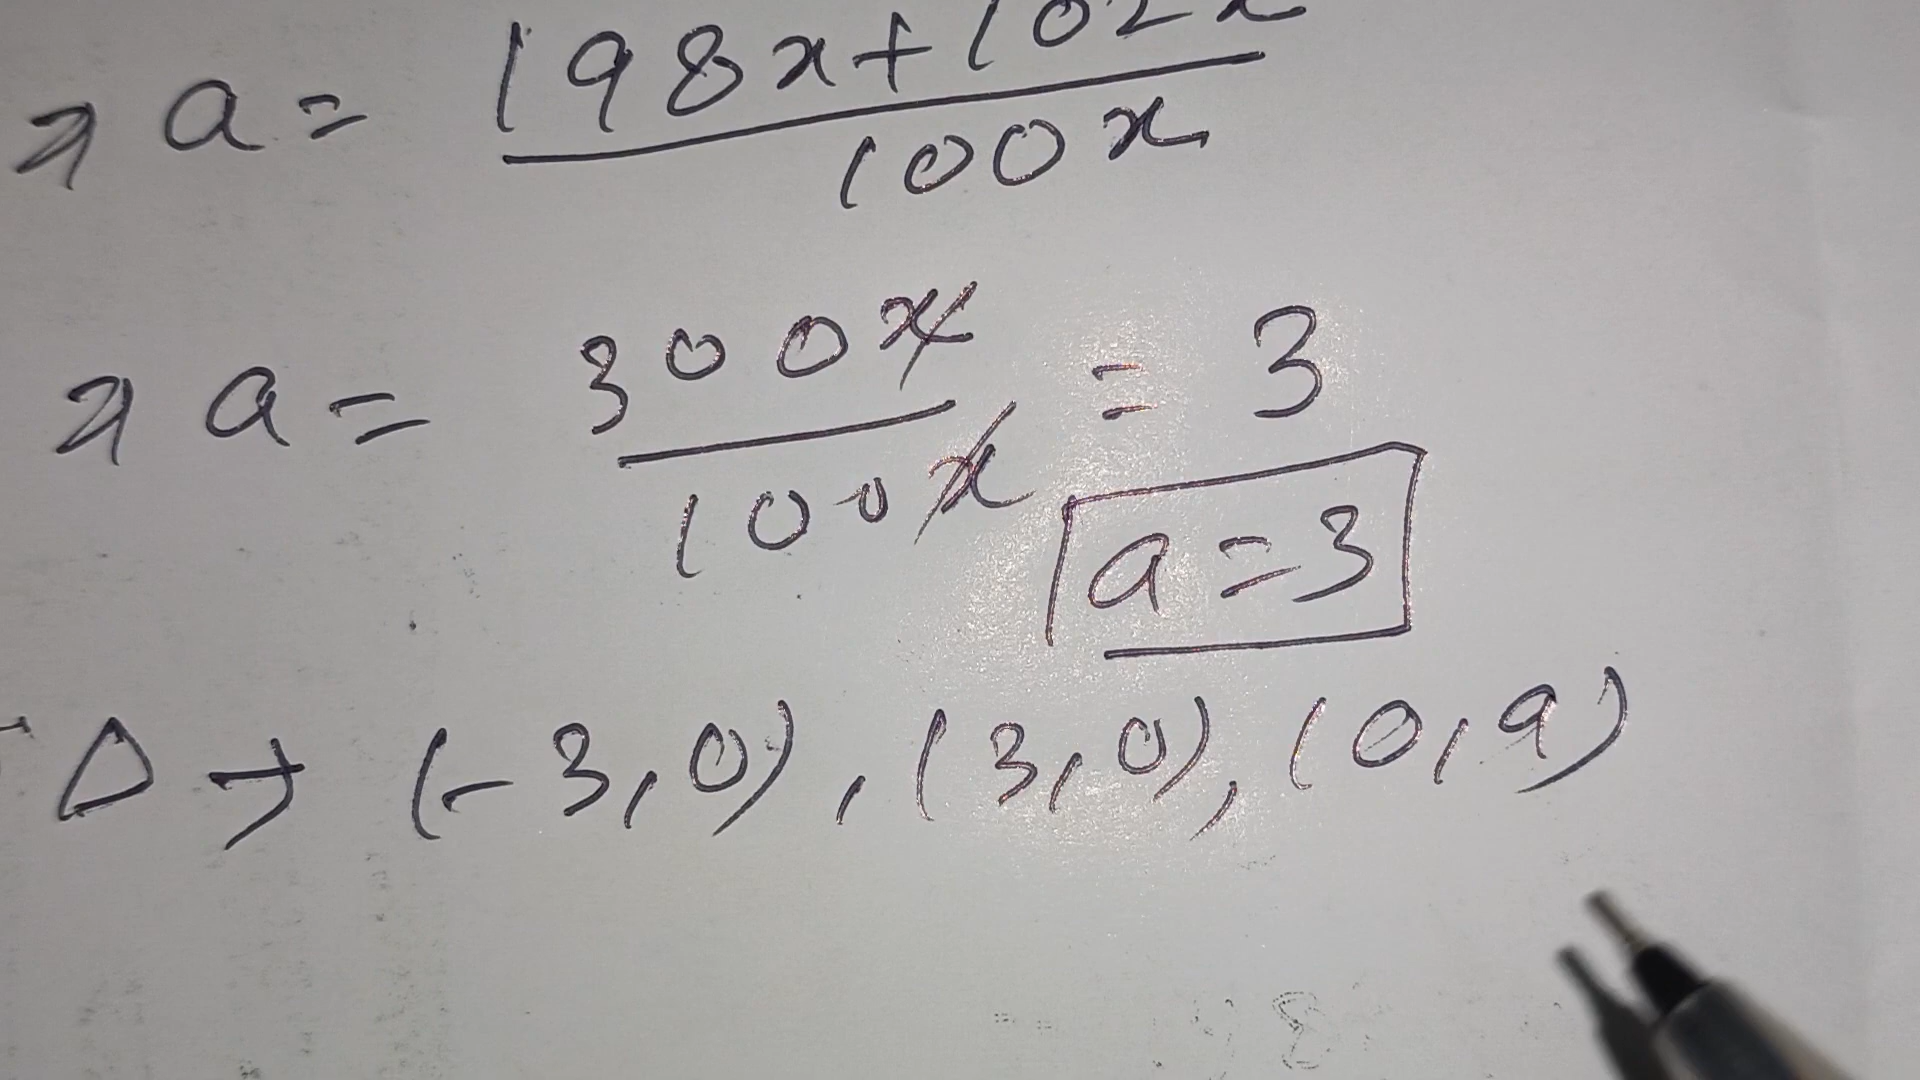 ⇒ a = (198x + 102x) / 100x
⇒ a = 300x / 100x = 3
a = 3
Δ → (-3, 0), (3, 0), (0, 9)